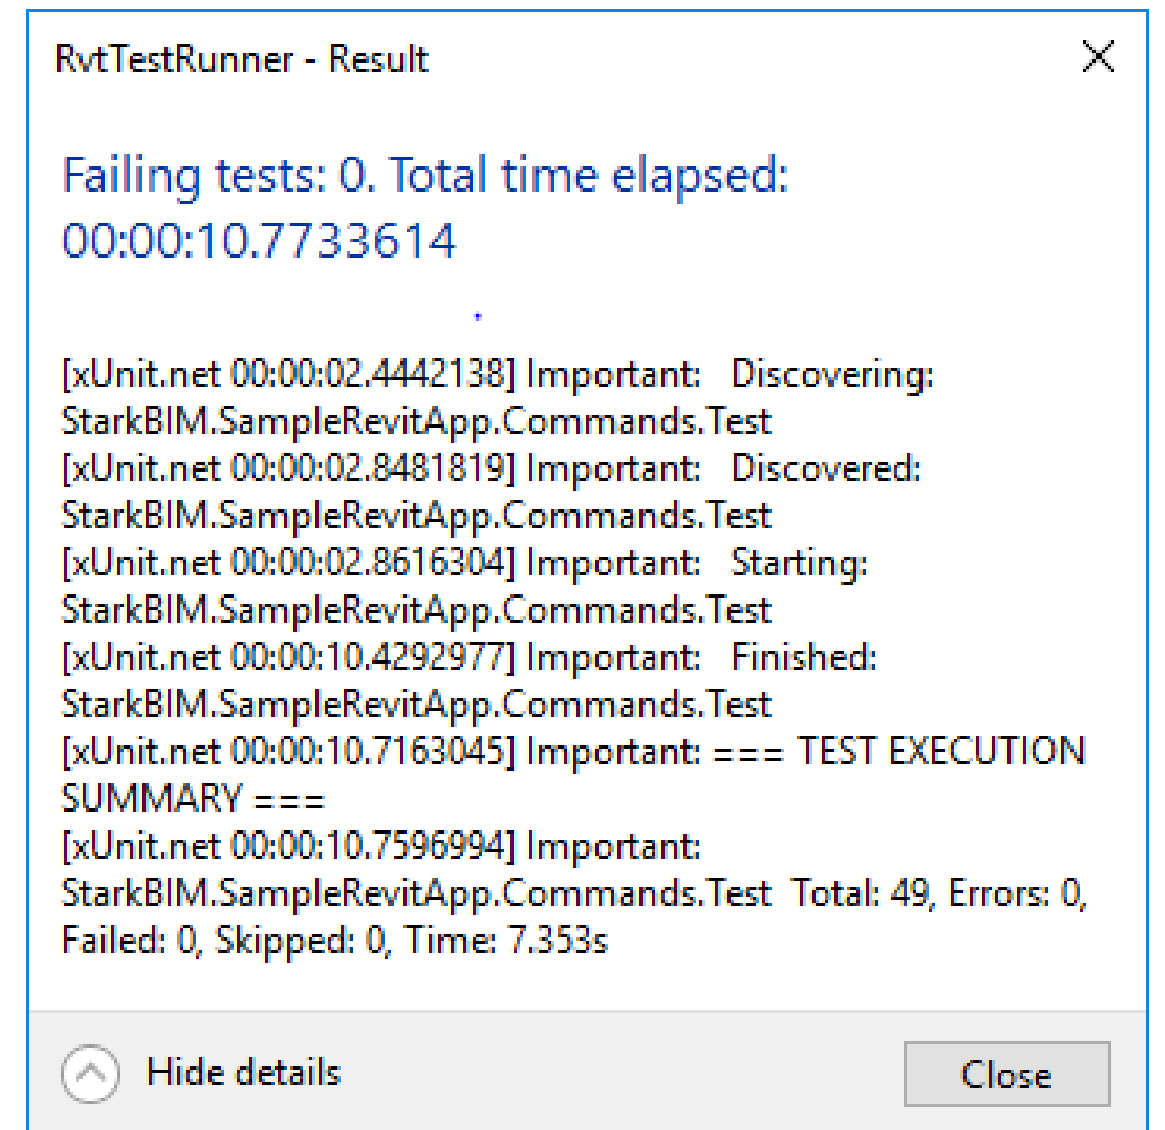 RvtTestRunner - Result
Failing tests: 0. Total time elapsed:
00:00:10.7733614
[xUnit.net 00:00:02.4442138] Important:   Discovering:
StarkBIM.SampleRevitApp.Commands.Test
[xUnit.net 00:00:02.8481819] Important:   Discovered:
StarkBIM.SampleRevitApp.Commands.Test
[xUnit.net 00:00:02.8616304] Important:   Starting:
StarkBIM.SampleRevitApp.Commands.Test
[xUnit.net 00:00:10.4292977] Important:   Finished:
StarkBIM.SampleRevitApp.Commands.Test
[xUnit.net 00:00:10.7163045] Important: === TEST EXECUTION
SUMMARY ===
[xUnit.net 00:00:10.7596994] Important:
StarkBIM.SampleRevitApp.Commands.Test  Total: 49, Errors: 0,
Failed: 0, Skipped: 0, Time: 7.353s
Hide details
Close